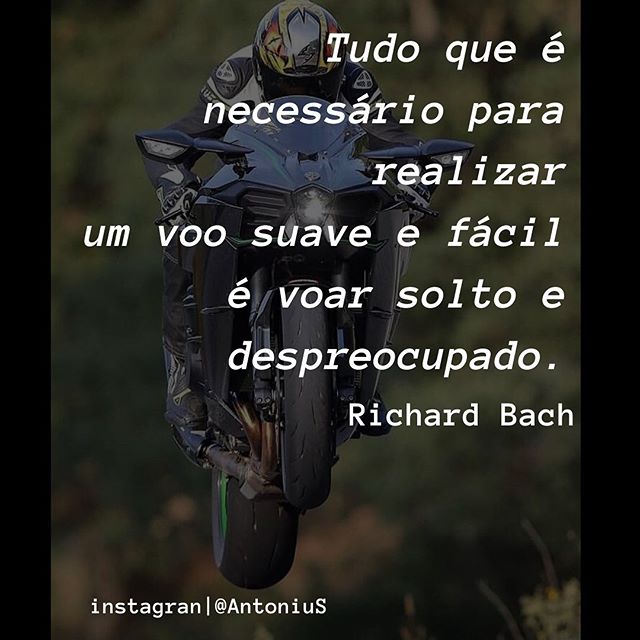 Tudo que é
necessário para
realizar
um voo suave e fácil
é voar solto e
despreocupado.
Richard Bach
instagran|@AntoniuS